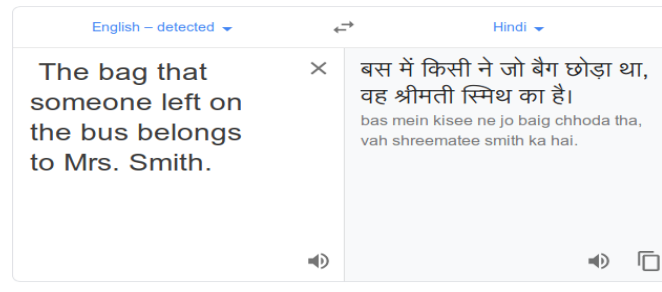 English – detected
Hindi
The bag that
someone left on
the bus belongs
to Mrs. Smith.
बस में किसी ने जो बैग छोड़ा था,
वह श्रीमती स्मिथ का है।
bas mein kisee ne jo baig chhoda tha,
vah shreematee smith ka hai.